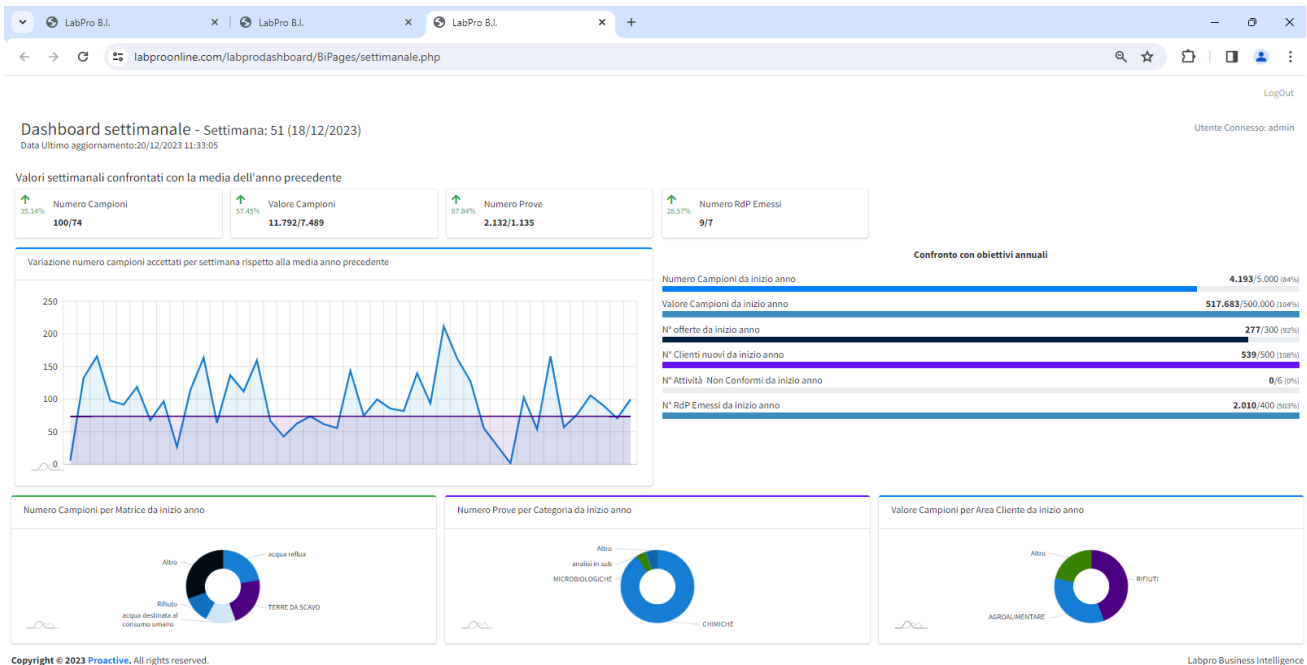 LabPro B.I.
LabPro B.I.
LabPro B.I.
labproonline.com/labprodashboard/BiPages/settimanale.php
LogOut
Dashboard settimanale - Settimana: 51 (18/12/2023)
Utente Connesso: admin
Data Ultimo aggiornamento:20/12/2023 11:33:05
Valori settimanali confrontati con la media dell'anno precedente
35.14%
Numero Campioni
100/74
57.45%
Valore Campioni
11.792/7.489
87.84%
Numero Prove
2.132/1.135
28.57%
Numero RdP Emessi
9/7
Variazione numero campioni accettati per settimana rispetto alla media anno precedente
250
200
150
100
50
0
Confronto con obiettivi annuali
Numero Campioni da inizio anno 4.193/5.000 (84%)
Valore Campioni da inizio anno 517.683/500.000 (104%)
N° offerte da inizio anno 277/300 (92%)
N° Clienti nuovi da inizio anno 539/500 (108%)
N° Attività Non Conformi da inizio anno 0/6 (0%)
N° RdP Emessi da inizio anno 2.010/400 (503%)
Numero Campioni per Matrice da inizio anno
Altro
acqua reflua
Rifiuto
TERRE DA SCAVO
acqua destinata al
consumo umano
Numero Prove per Categoria da inizio anno
Altro
analisi in sub
MICROBIOLOGICHE
CHIMICHE
Valore Campioni per Area Cliente da inizio anno
Altro
RIFIUTI
AGROALIMENTARE
Copyright © 2023 Proactive. All rights reserved.
Labpro Business Intelligence